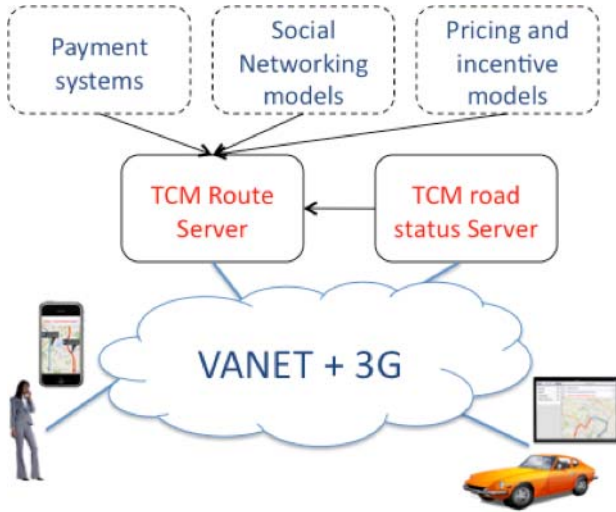 Payment
systems
Social
Networking
models
Pricing and
incentive
models
TCM Route
Server
TCM road
status Server
VANET + 3G